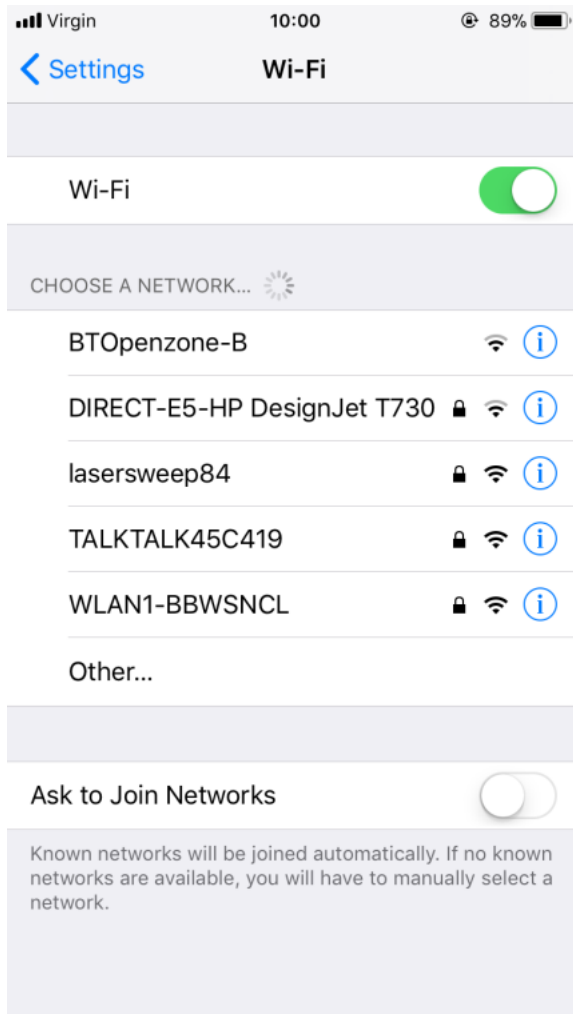 Virgin 10:00 89%
Settings Wi-Fi
Wi-Fi
CHOOSE A NETWORK...
BTOpenzone-B
DIRECT-E5-HP DesignJet T730
lasersweep84
TALKTALK45C419
WLAN1-BBWSNCL
Other...
Ask to Join Networks
Known networks will be joined automatically. If no known
networks are available, you will have to manually select a
network.